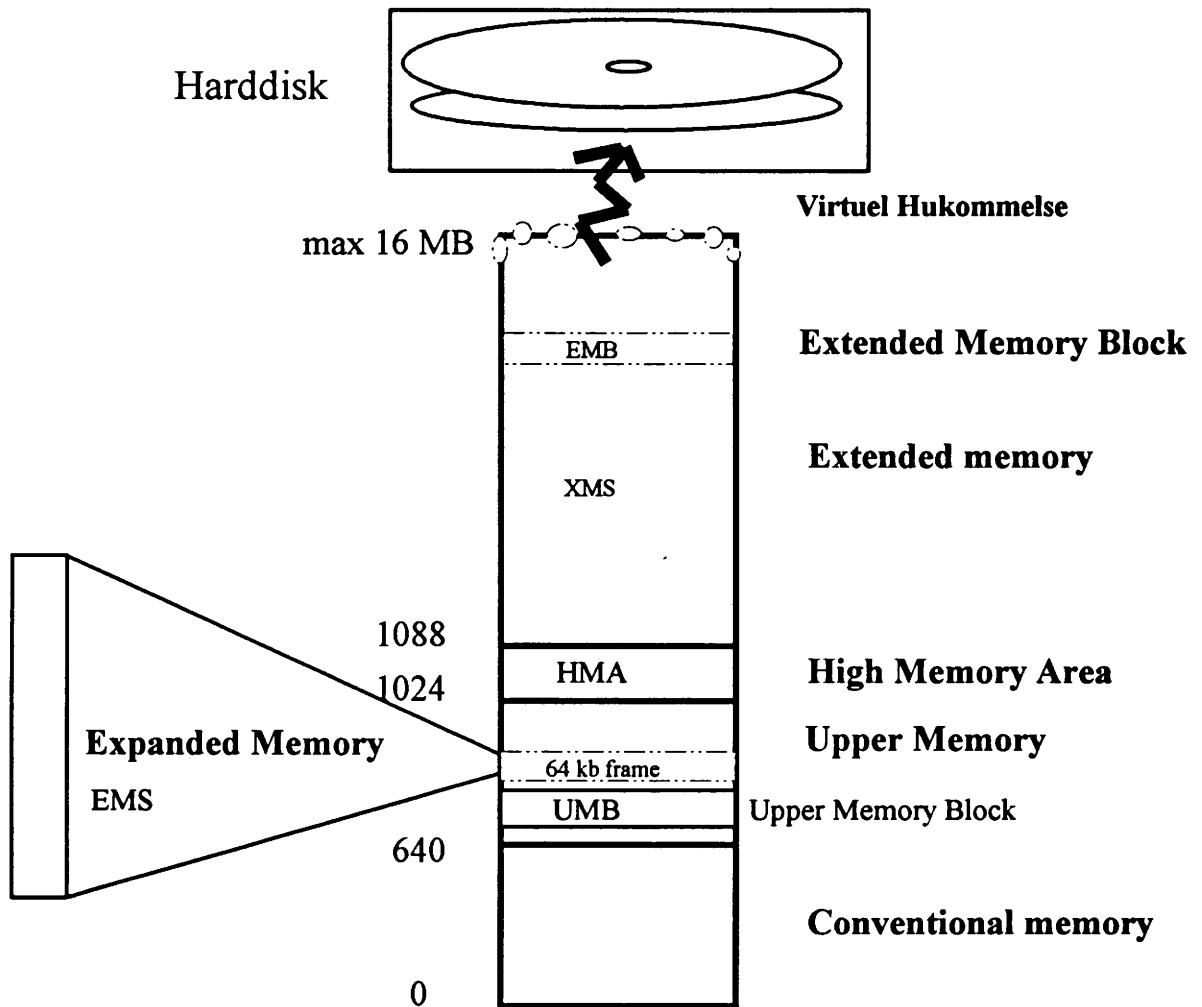 Harddisk
Virtuel Hukommelse
max 16 MB
EMB
Extended Memory Block
Extended memory
XMS
1088
HMA
High Memory Area
1024
Upper Memory
Expanded Memory
64 kb frame
EMS
UMB
Upper Memory Block
640
Conventional memory
0